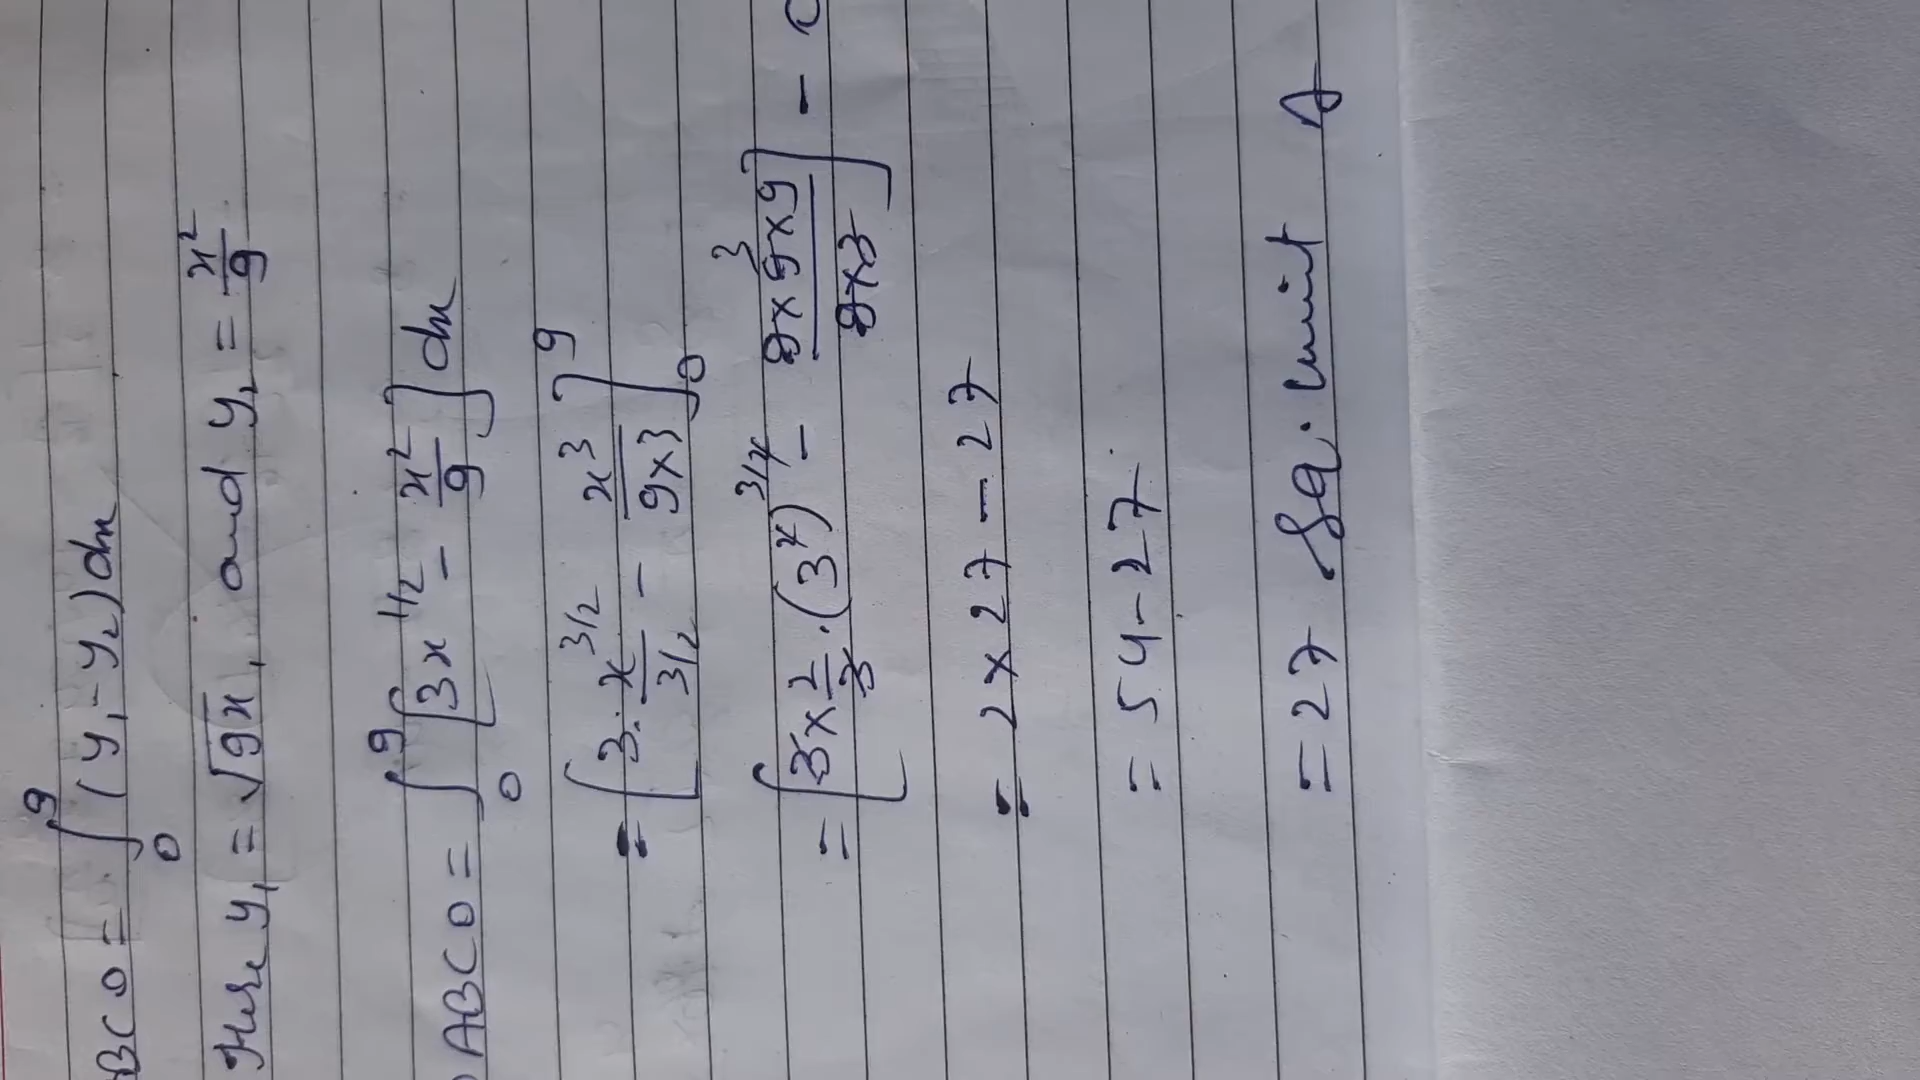 BCO = ∫₀⁹ (y₁ - y₂) dx
Here y₁ = √9x, and y₂ = x²/9
ABCO = ∫₀⁹ [3x^1/2 - x²/9] dx
= [3 · x^3/2 / 3/2 - x³ / 9×3]₀⁹
= [3 × 2/3 · (3²)^3/2 - 9×9×9 / 9×3] -
= 2 × 27 - 27
= 54 - 27
= 27 Sq. Unit